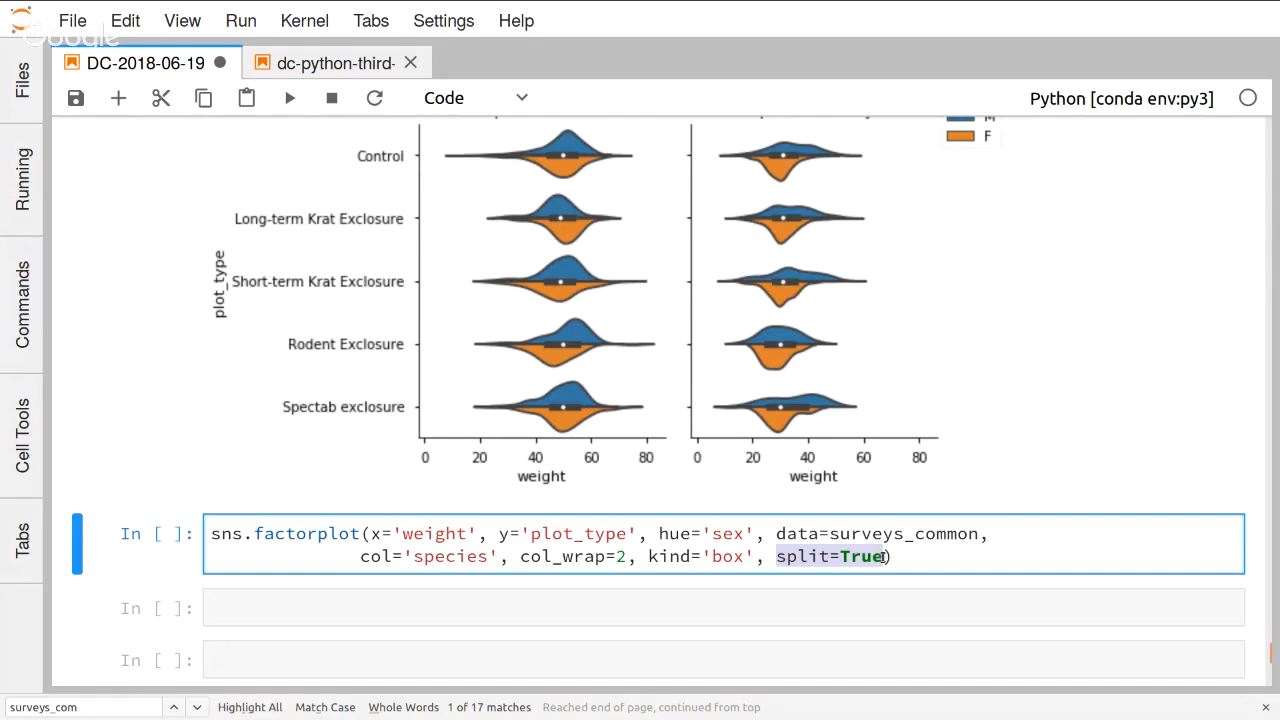 File Edit View Run Kernel Tabs Settings Help
Google
DC-2018-06-19
dc-python-third-
Code
Python [conda env:py3]
Files
Running
Commands
Cell Tools
Tabs
M
F
Control
Long-term Krat Exclosure
Short-term Krat Exclosure
Rodent Exclosure
Spectab exclosure
plot_type
0 20 40 60 80
0 20 40 60 80
weight
weight
In [ ]: sns.factorplot(x='weight', y='plot_type', hue='sex', data=surveys_common,
col='species', col_wrap=2, kind='box', split=True)
In [ ]:
In [ ]:
surveys_com
Highlight All Match Case Whole Words 1 of 17 matches Reached end of page, continued from top